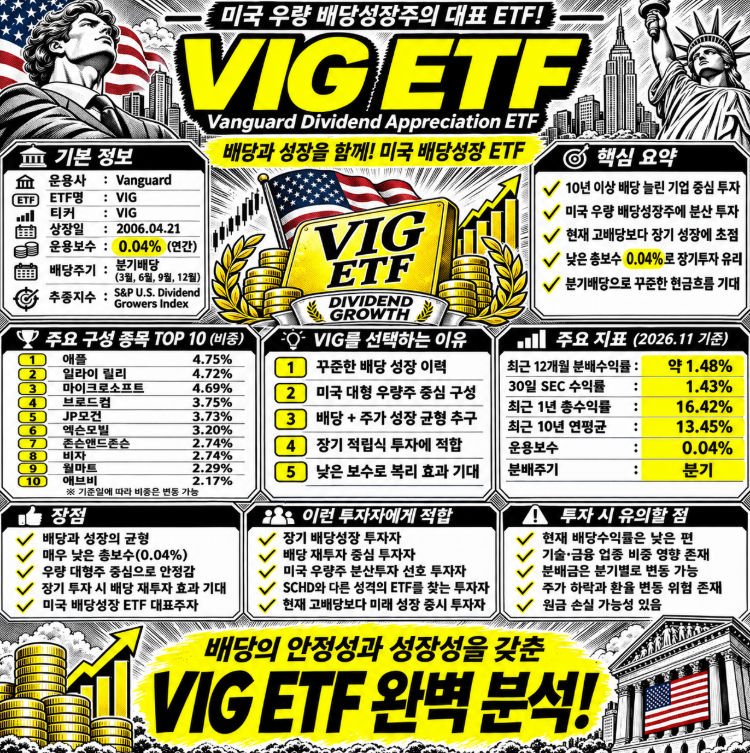 미국 우량 배당성장주의 대표 ETF!
VIG ETF
Vanguard Dividend Appreciation ETF
배당과 성장을 함께! 미국 배당성장 ETF
기본 정보
운용사 : Vanguard
ETF ETF명 : VIG
티커 : VIG
상장일 : 2006.04.21
운용보수 : 0.04% (연간)
배당주기 : 분기배당
(3월, 6월, 9월, 12월)
추종지수 : S&P U.S. Dividend
Growers Index
VIG
ETF
DIVIDEND
GROWTH
핵심 요약
10년 이상 배당 늘린 기업 중심 투자
미국 우량 배당성장주에 분산 투자
현재 고배당보다 장기 성장에 초점
낮은 총보수 0.04%로 장기투자 유리
분기배당으로 꾸준한 현금흐름 기대
주요 구성 종목 TOP 10 (비중)
1 애플 4.75%
2 일라이 릴리 4.72%
3 마이크로소프트 4.69%
4 브로드컴 3.75%
5 JP모건 3.73%
6 엑슨모빌 3.20%
7 존슨앤드존슨 2.74%
8 비자 2.74%
9 월마트 2.29%
10 애브비 2.17%
※ 기준일에 따라 비중은 변동 가능
VIG를 선택하는 이유
1 꾸준한 배당 성장 이력
2 미국 대형 우량주 중심 구성
3 배당 + 주가 성장 균형 추구
4 장기 적립식 투자에 적합
5 낮은 보수로 복리 효과 기대
주요 지표 (2026.11 기준)
최근 12개월 분배수익률 : 약 1.48%
30일 SEC 수익률 : 1.43%
최근 1년 총수익률 : 16.42%
최근 10년 연평균 : 13.45%
운용보수 : 0.04%
분배주기 : 분기
장점
배당과 성장의 균형
매우 낮은 총보수(0.04%)
우량 대형주 중심으로 안정감
장기 투자 시 배당 재투자 효과 기대
미국 배당성장 ETF 대표주자
이런 투자자에게 적합
장기 배당성장 투자자
배당 재투자 중심 투자자
미국 우량주 분산투자 선호 투자자
SCHD와 다른 성격의 ETF를 찾는 투자자
현재 고배당보다 미래 성장 중시 투자자
투자 시 유의할 점
현재 배당수익률은 낮은 편
기술·금융 업종 비중 영향 존재
분배금은 분기별로 변동 가능
주가 하락과 환율 변동 위험 존재
원금 손실 가능성 있음
배당의 안정성과 성장성을 갖춘
VIG ETF 완벽 분석!